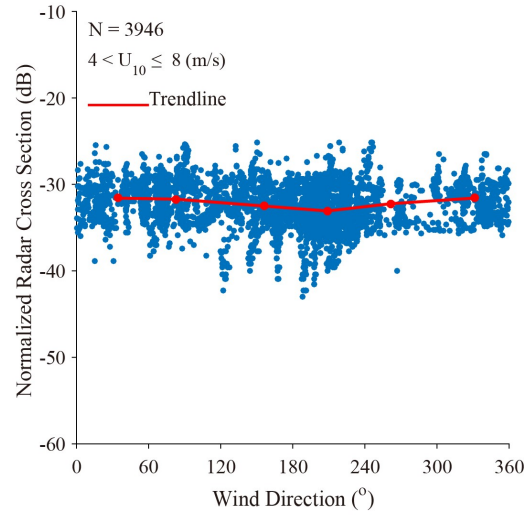 N = 3946
4 < U10 ≤ 8 (m/s)
Trendline
Normalized Radar Cross Section (dB)
-10
-20
-30
-40
-50
-60
0 60 120 180 240 300 360
Wind Direction (°)